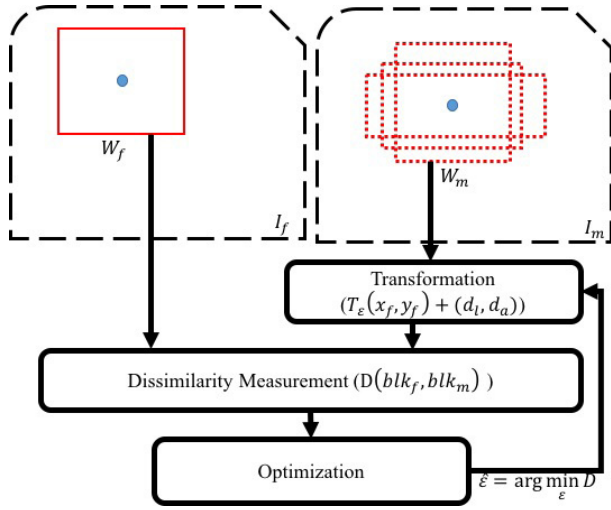 W_f
W_m
I_f
I_m
Transformation
(T_ε(x_f, y_f) + (d_l, d_a))
Dissimilarity Measurement (D(blk_f, blk_m) )
Optimization
ε̂ = arg min_ε D